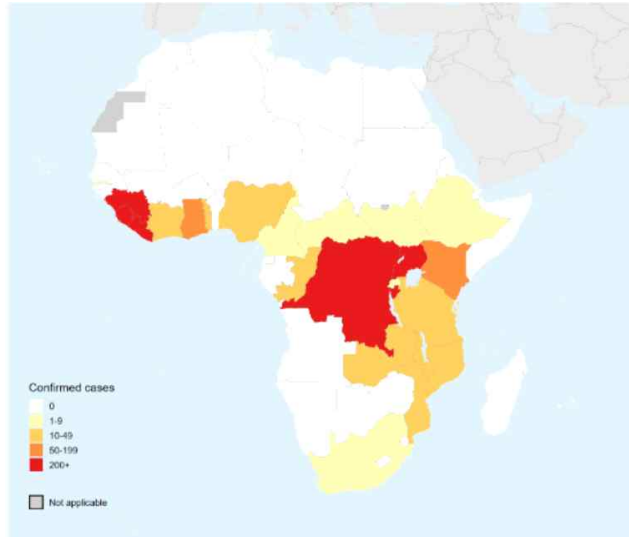 Confirmed cases
0
1-9
10-49
50-199
200+
Not applicable